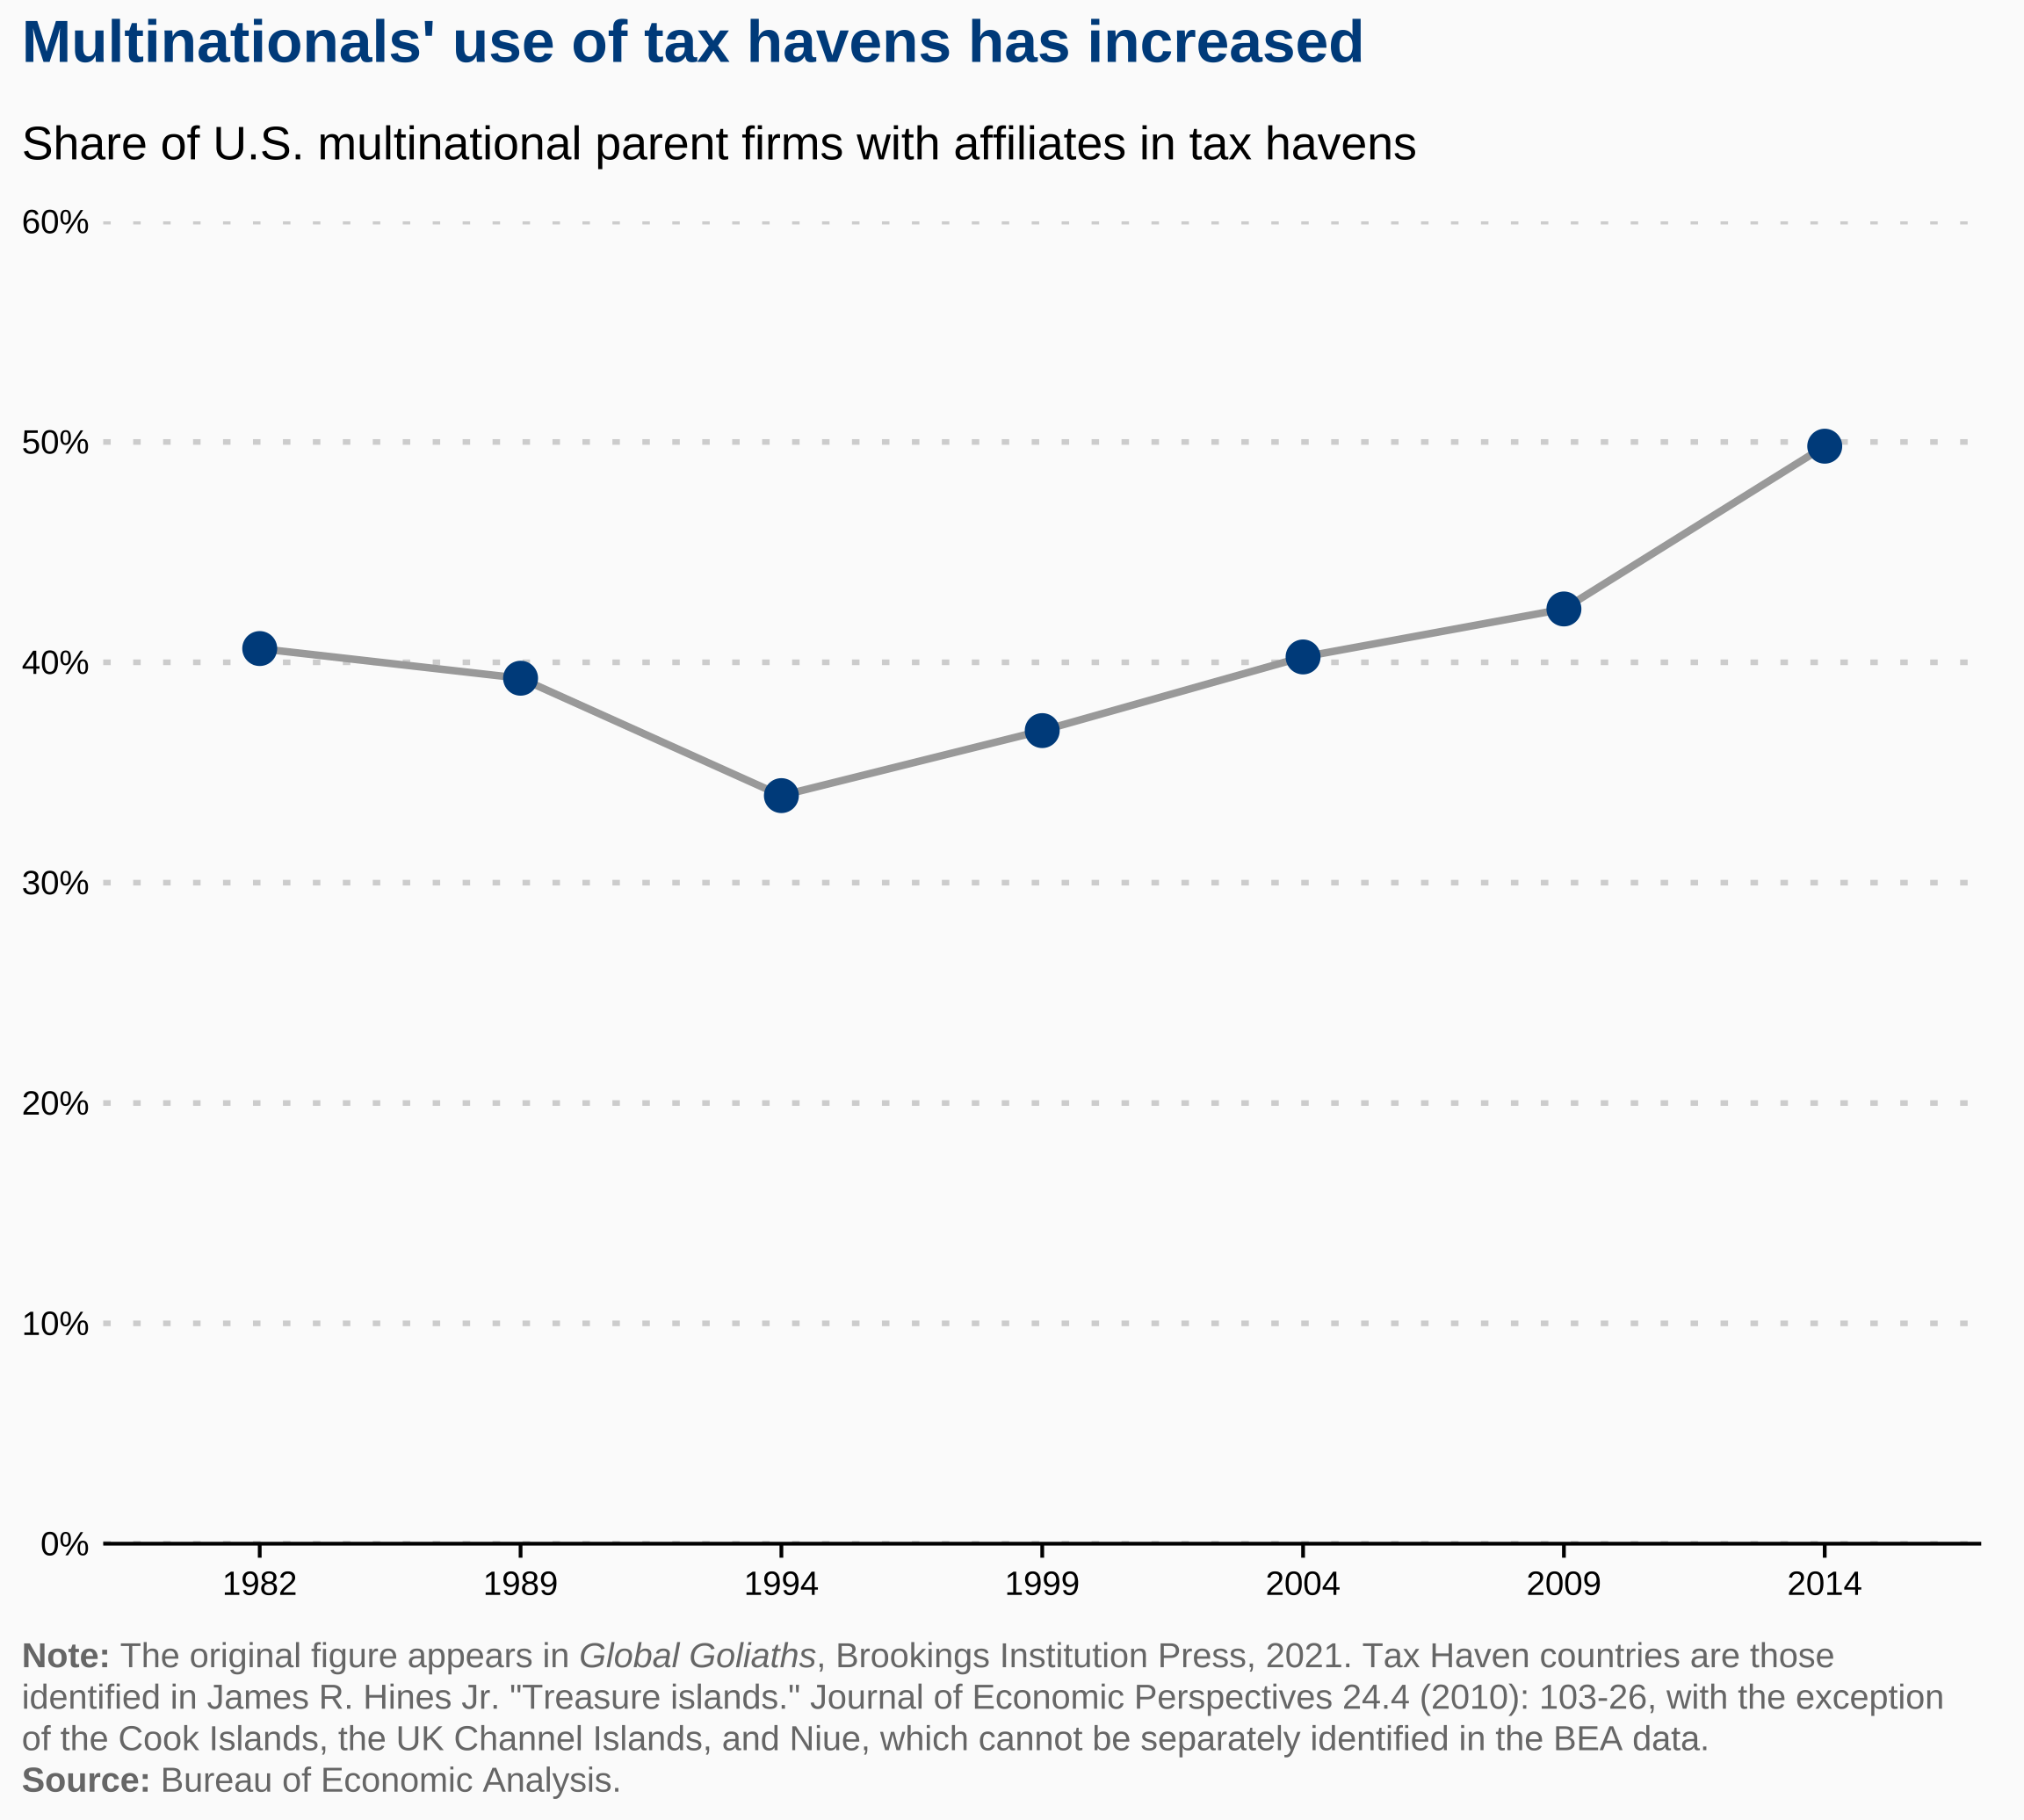 Multinationals' use of tax havens has increased
Share of U.S. multinational parent firms with affiliates in tax havens
60%
50%
40%
30%
20%
10%
0%
1982 1989 1994 1999 2004 2009 2014
Note: The original figure appears in Global Goliaths, Brookings Institution Press, 2021. Tax Haven countries are those
identified in James R. Hines Jr. "Treasure islands." Journal of Economic Perspectives 24.4 (2010): 103-26, with the exception
of the Cook Islands, the UK Channel Islands, and Niue, which cannot be separately identified in the BEA data.
Source: Bureau of Economic Analysis.